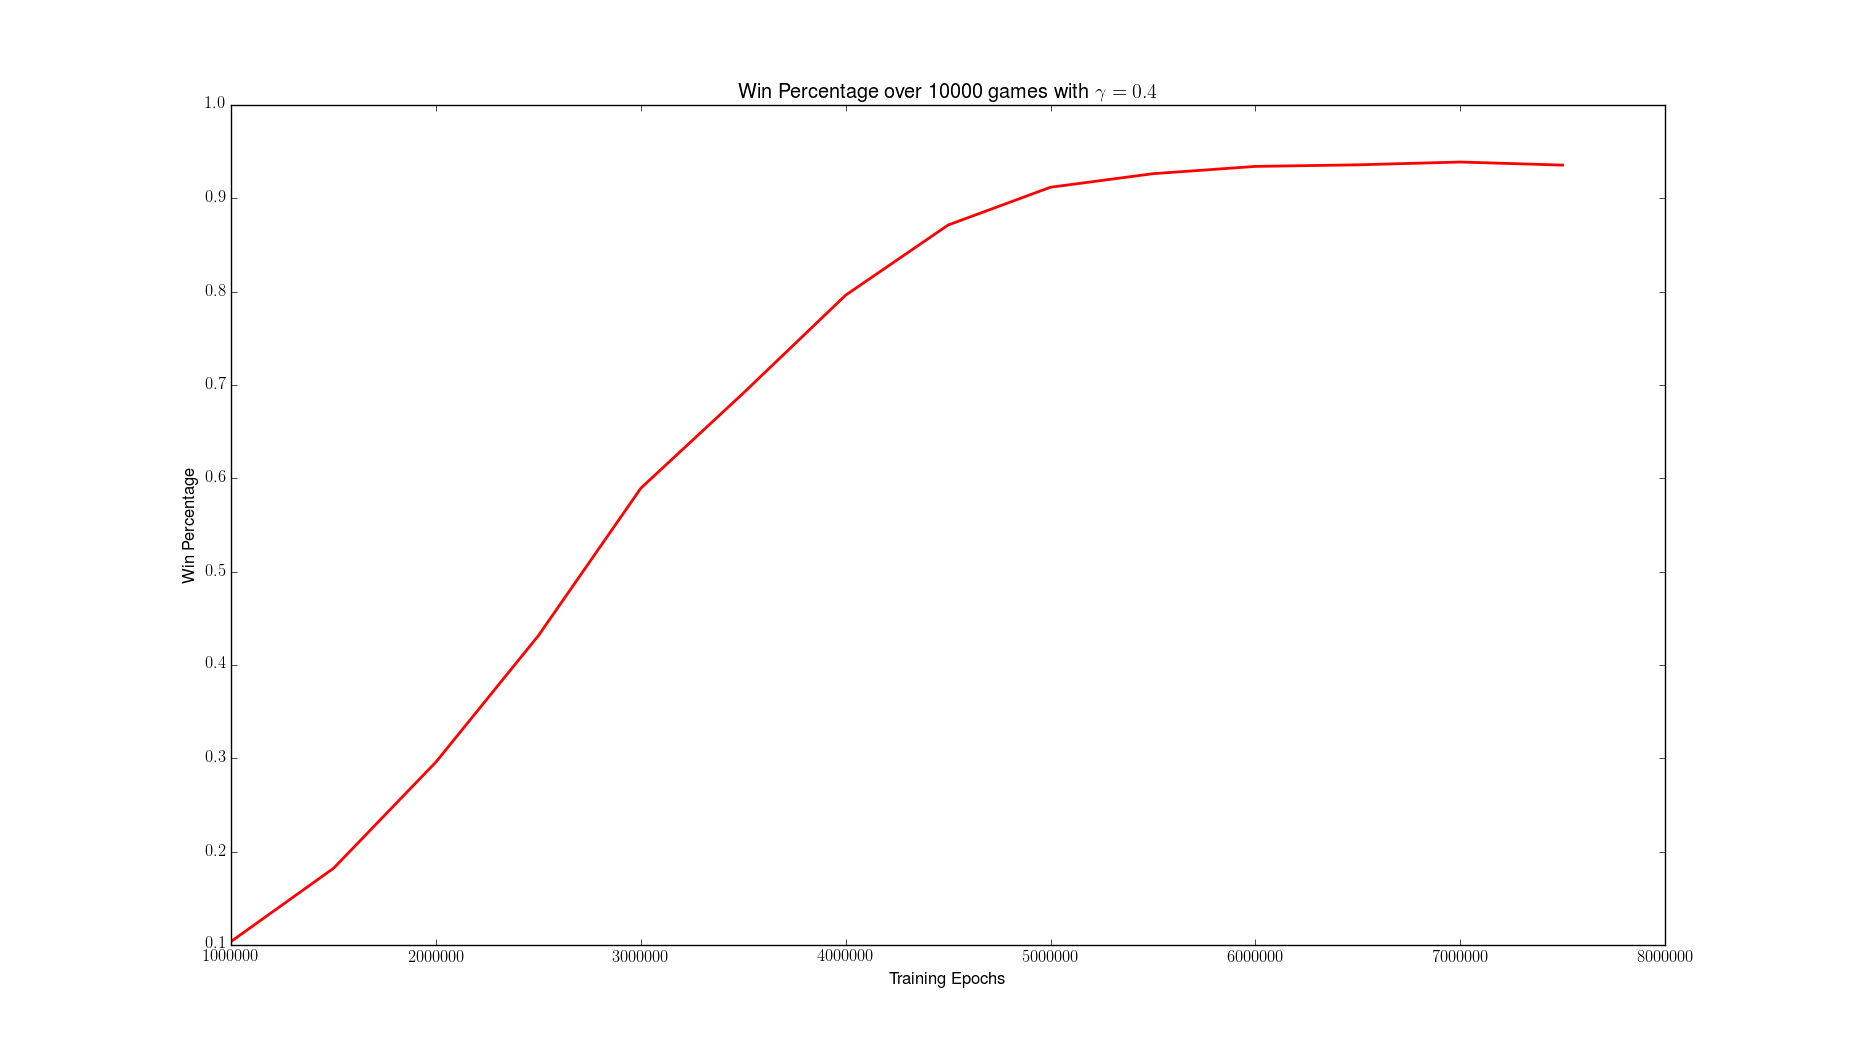 Win Percentage over 10000 games with γ = 0.4
1.0
0.9
0.8
0.7
0.6
0.5
0.4
0.3
0.2
0.1
Win Percentage
1000000 2000000 3000000 4000000 5000000 6000000 7000000 8000000
Training Epochs